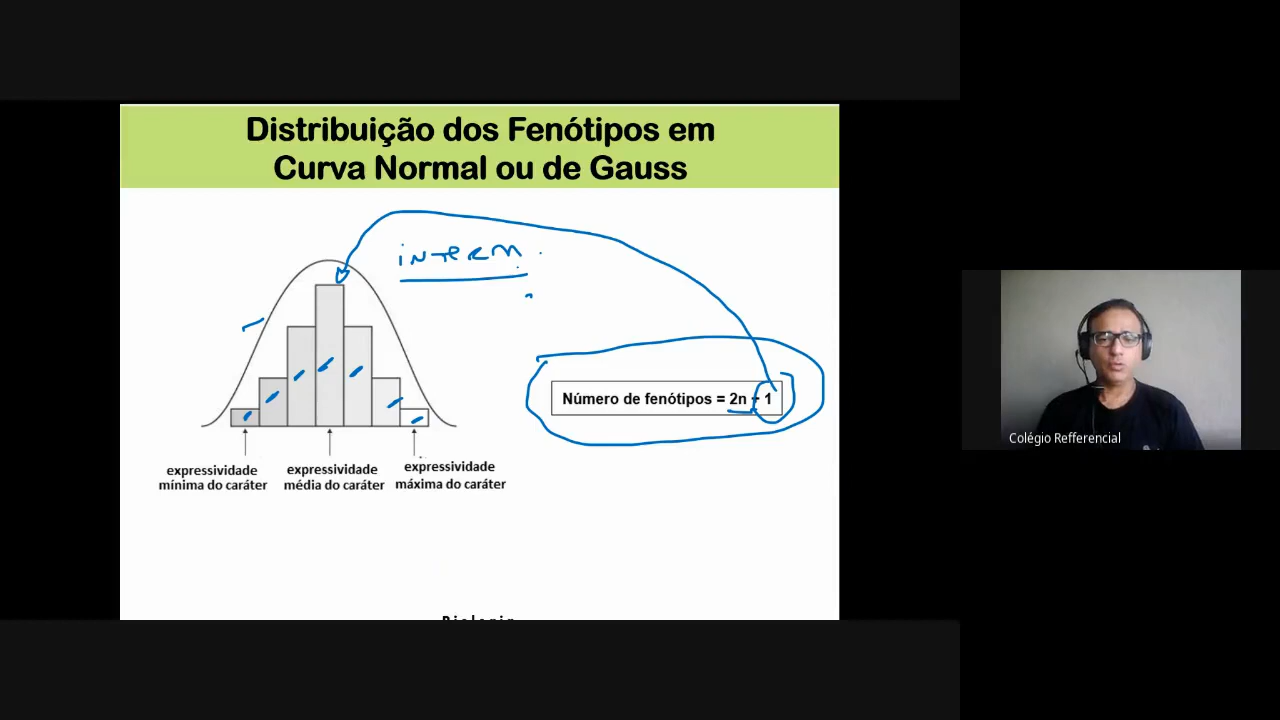 Distribuição dos Fenótipos em
Curva Normal ou de Gauss
INTERM.
Número de fenótipos = 2n + 1
expressividade
mínima do caráter
expressividade
média do caráter
expressividade
máxima do caráter
Colégio Refferencial